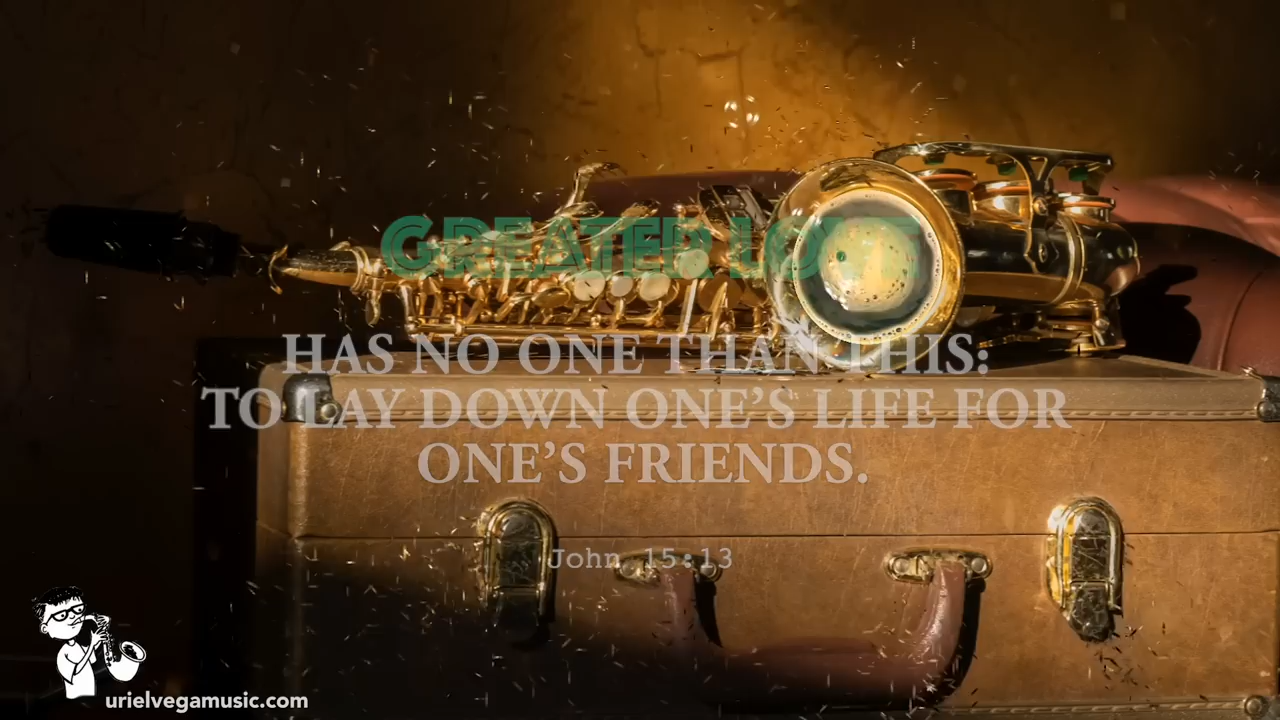 GREATER LOVE
HAS NO ONE THAN THIS:
TO LAY DOWN ONE'S LIFE FOR
ONE'S FRIENDS.
John 15:13
urielvegamusic.com